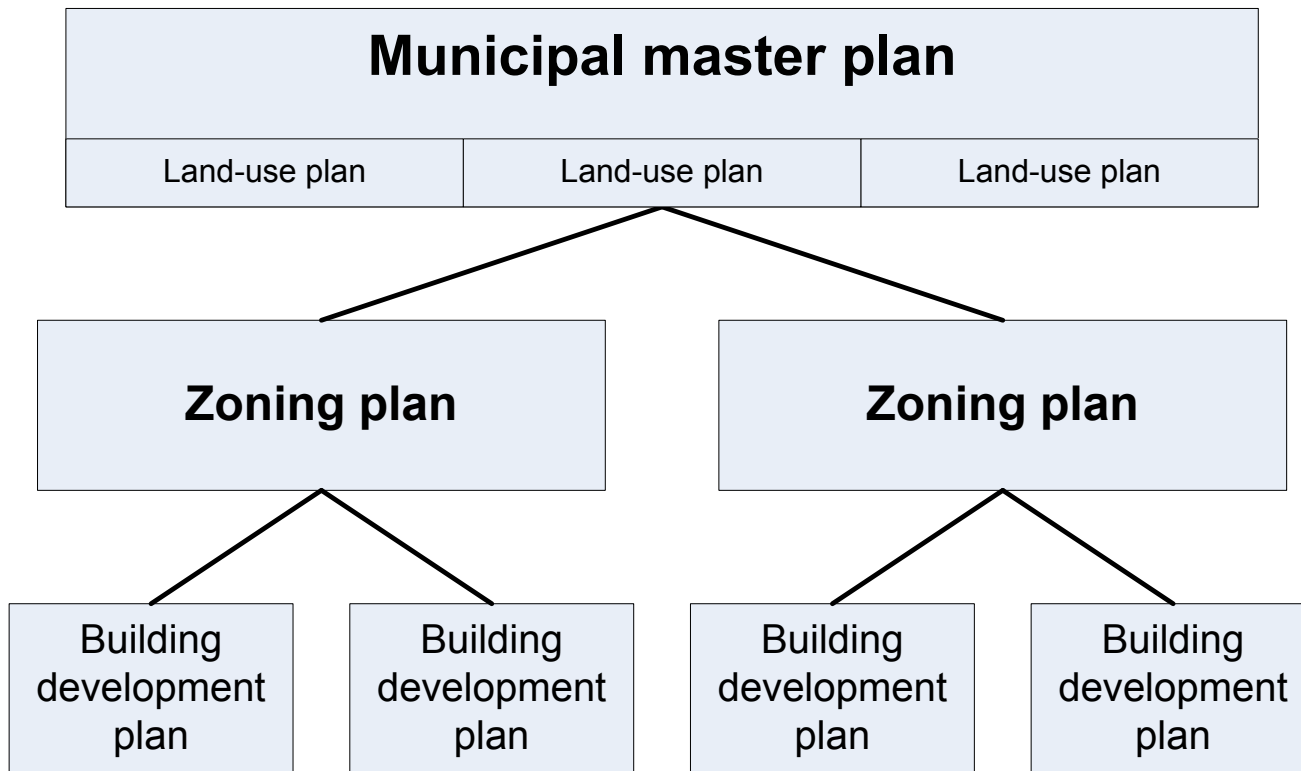 Municipal master plan
Land-use plan
Land-use plan
Land-use plan
Zoning plan
Zoning plan
Building
development
plan
Building
development
plan
Building
development
plan
Building
development
plan